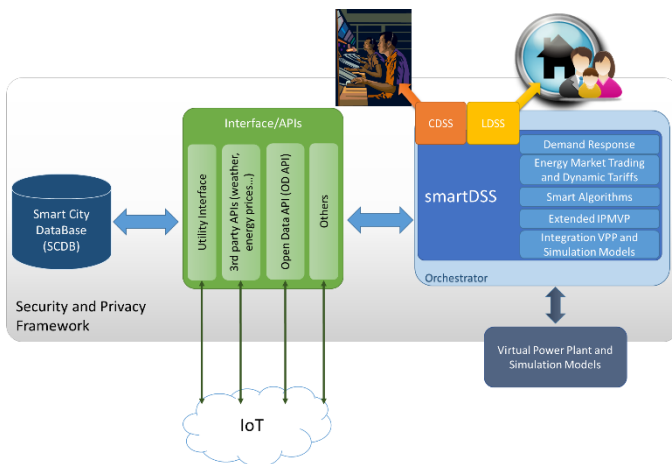 CDSS
LDSS
Interface/APIs
Utility Interface
3rd party APIs (weather,
energy prices...)
Open Data API (OD API)
Others
Smart City
DataBase
(SCDB)
smartDSS
Demand Response
Energy Market Trading
and Dynamic Tariffs
Smart Algorithms
Extended IPMVP
Integration VPP and
Simulation Models
Orchestrator
Security and Privacy
Framework
Virtual Power Plant and
Simulation Models
IoT